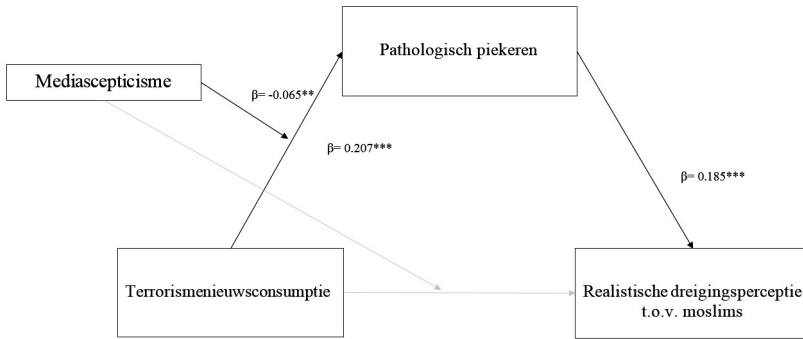 Pathologisch piekeren
Mediascepticisme
β= -0.065**
β= 0.207***
β= 0.185***
Terrorismenieuwsconsumptie
Realistische dreigingsperceptie
t.o.v. moslims